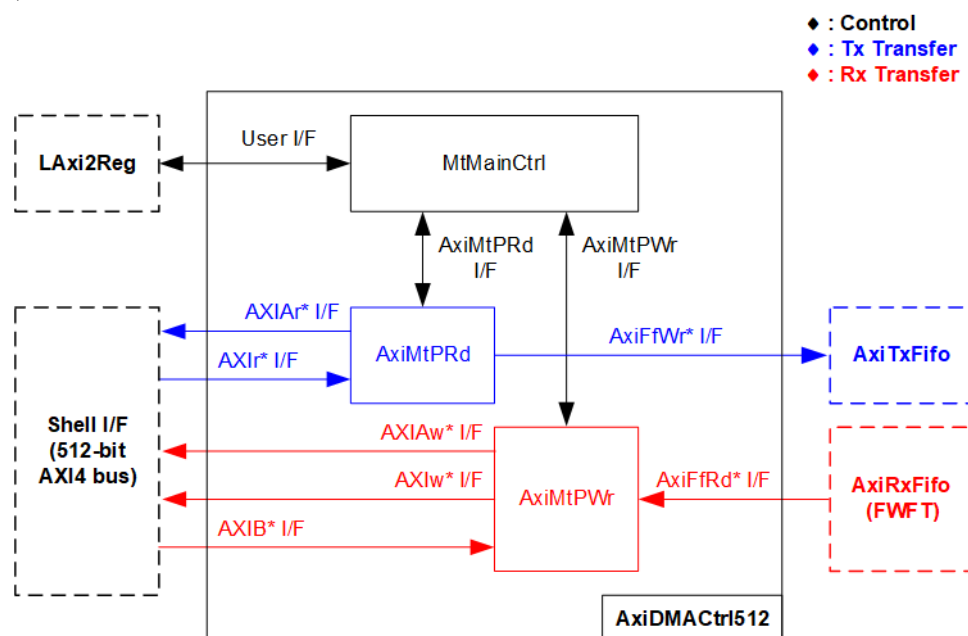 ◆ : Control
◆ : Tx Transfer
◆ : Rx Transfer
User I/F
LAxi2Reg
MtMainCtrl
AxiMtPRd
I/F
AxiMtPWr
I/F
AXIAr* I/F
AXIr* I/F
AxiMtPRd
AxiFfWr* I/F
AxiTxFifo
Shell I/F
(512-bit
AXI4 bus)
AXIAw* I/F
AXIw* I/F
AXIB* I/F
AxiMtPWr
AxiFfRd* I/F
AxiRxFifo
(FWFT)
AxiDMACtrl512